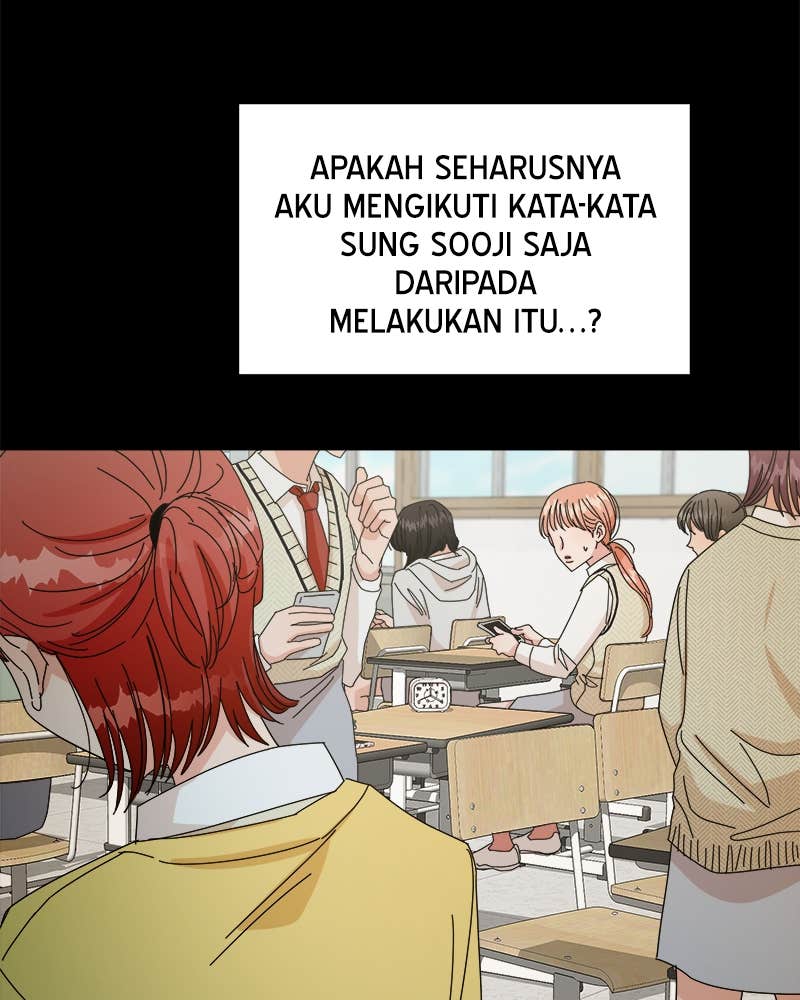 APAKAH SEHARUSNYA
AKU MENGIKUTI KATA-KATA
SUNG SOOJI SAJA
DARIPADA
MELAKUKAN ITU...?